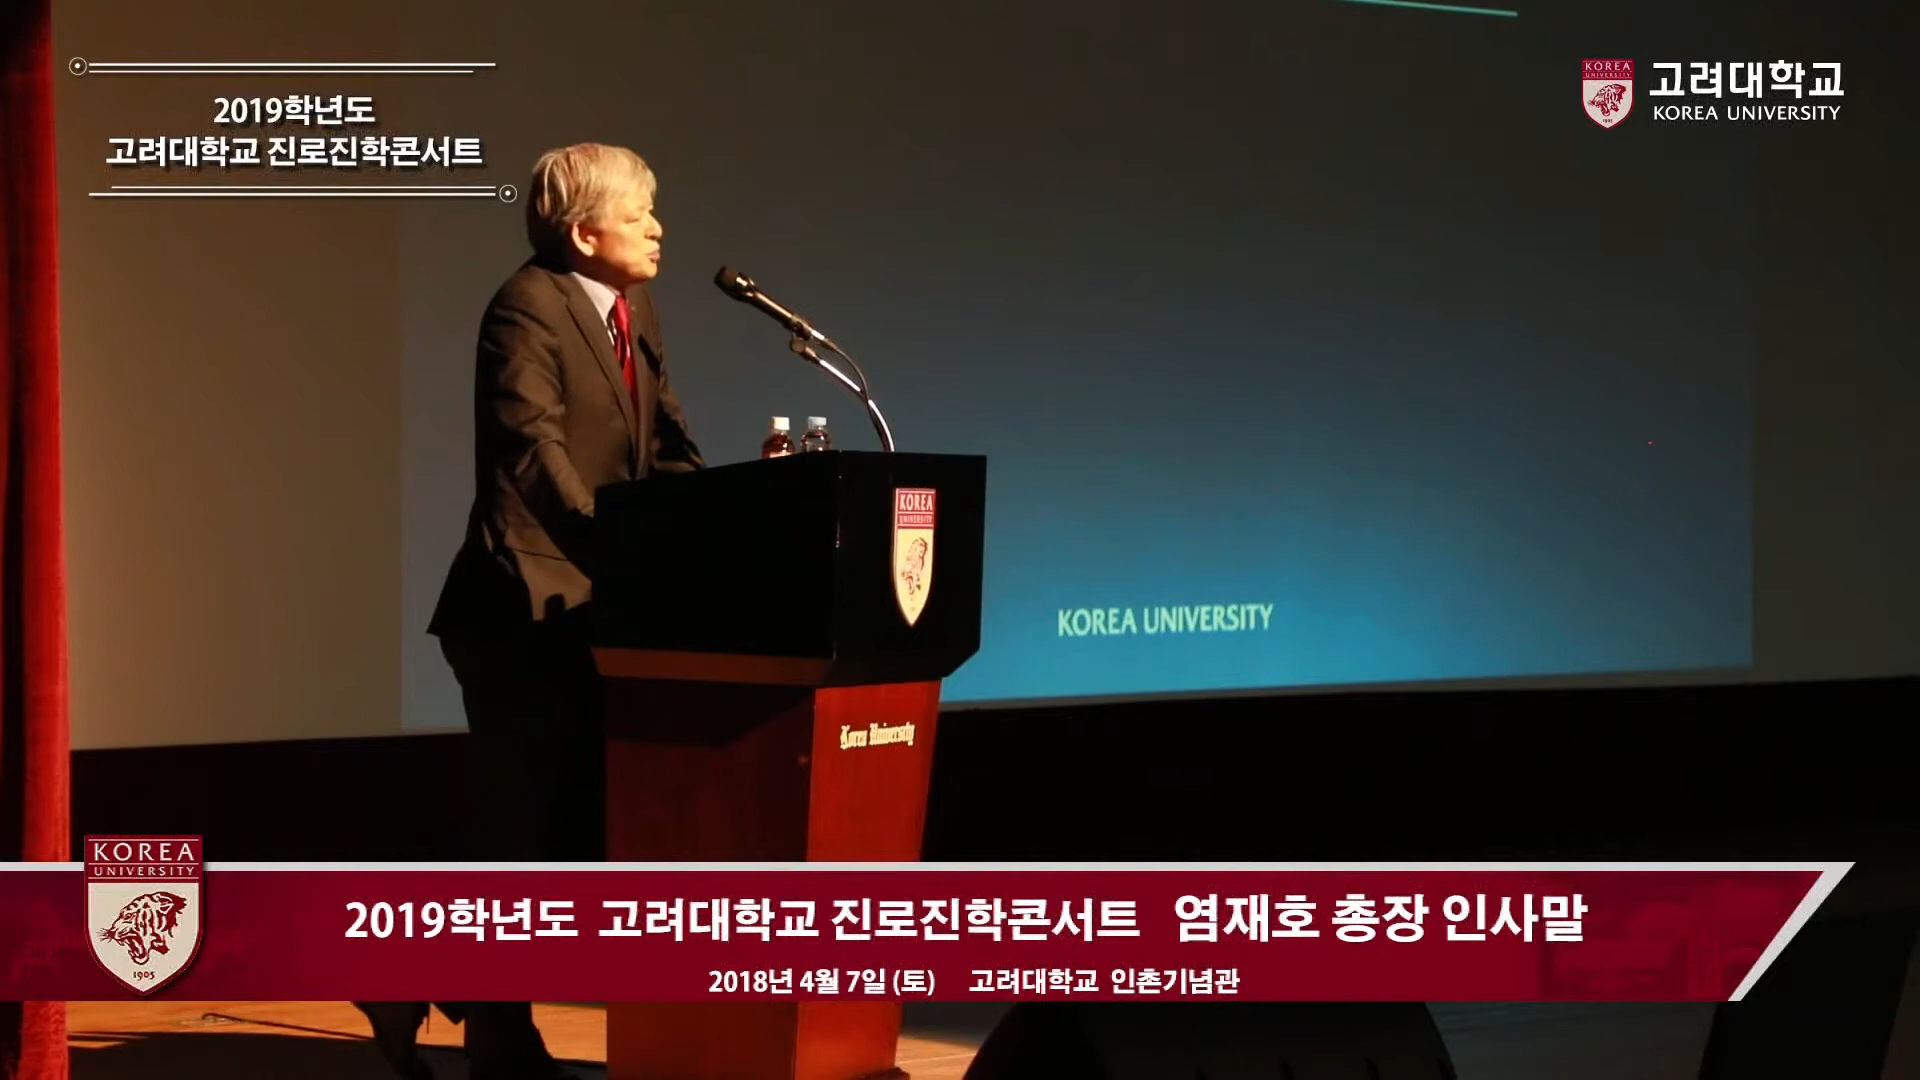 2019학년도
고려대학교 진로진학콘서트
KOREA
UNIVERSITY
고려대학교
KOREA UNIVERSITY
KOREA
UNIVERSITY
KOREA UNIVERSITY
Korea University
KOREA
UNIVERSITY
1905
2019학년도 고려대학교 진로진학콘서트 염재호 총장 인사말
2018년 4월 7일 (토) 고려대학교 인촌기념관